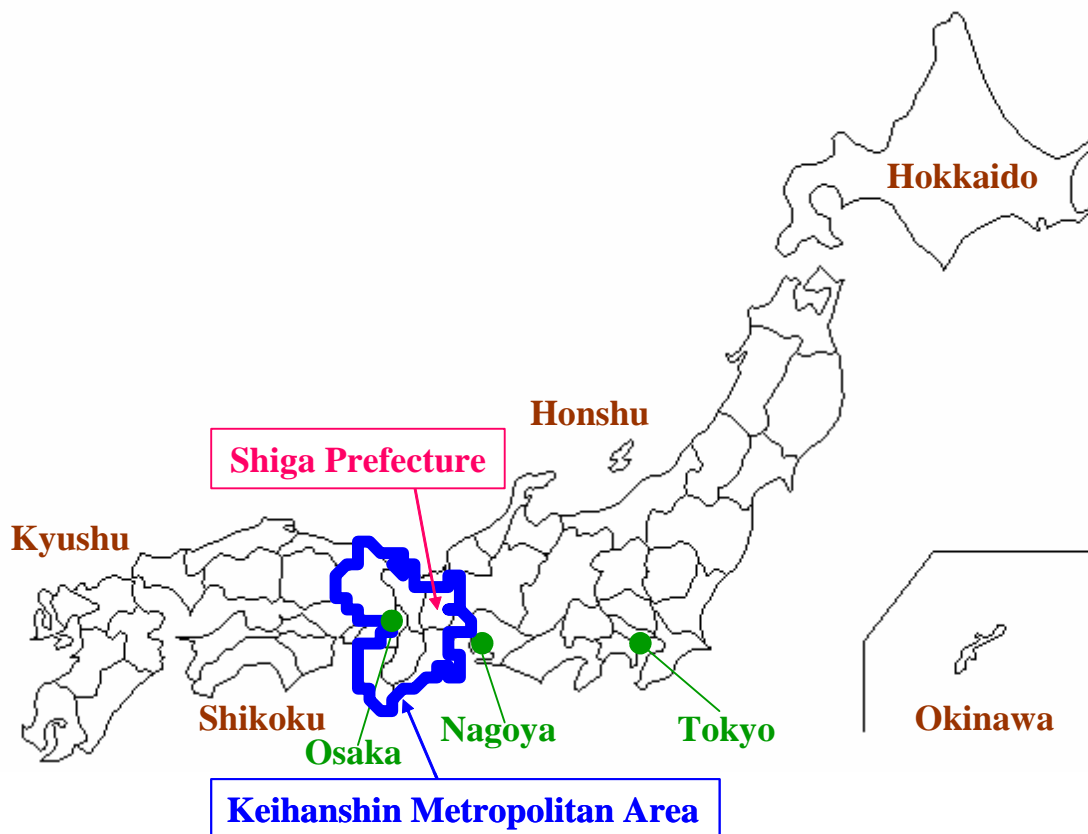 Hokkaido
Honshu
Shiga Prefecture
Kyushu
Shikoku
Osaka
Nagoya
Tokyo
Okinawa
Keihanshin Metropolitan Area